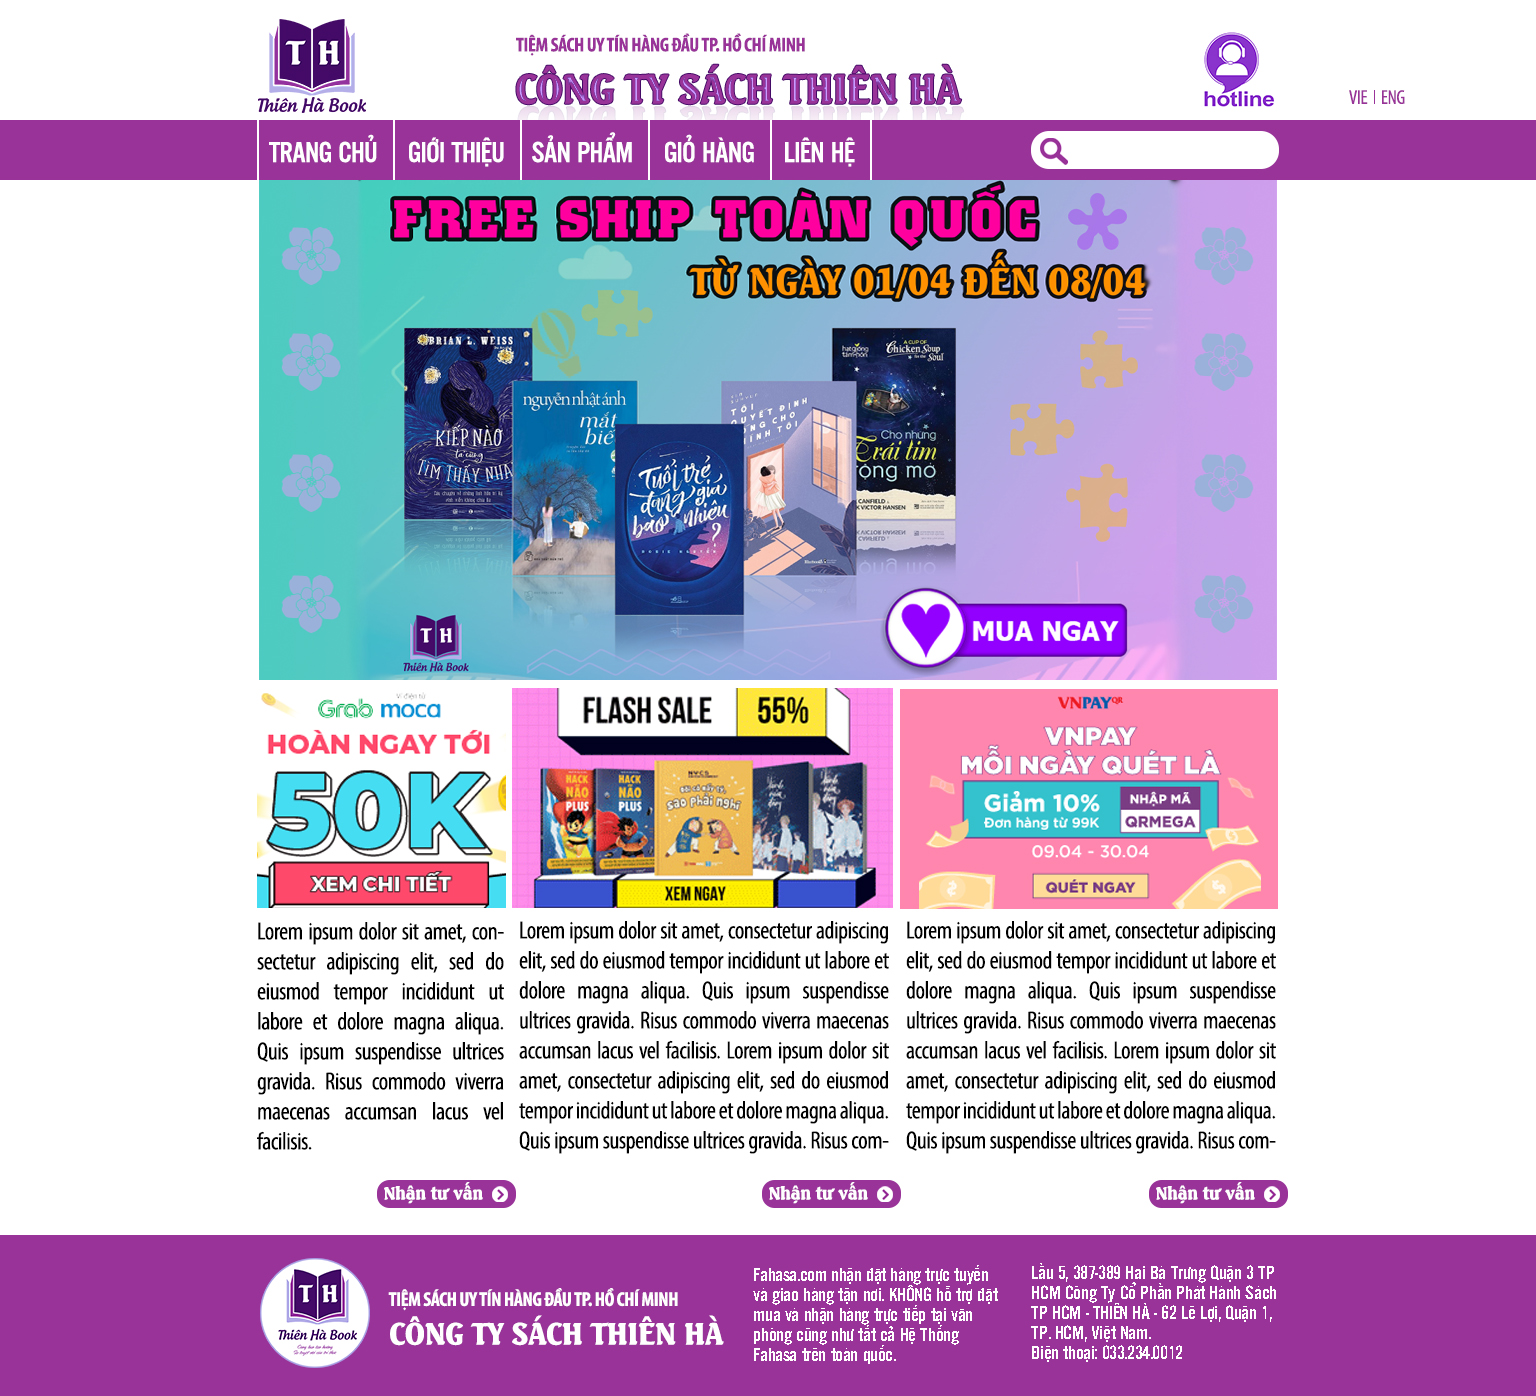 TH
Thiên Hà Book
TIỆM SÁCH UY TÍN HÀNG ĐẦU TP. HỒ CHÍ MINH
CÔNG TY SÁCH THIÊN HÀ
hotline
VIE | ENG
TRANG CHỦ
GIỚI THIỆU
SẢN PHẨM
GIỎ HÀNG
LIÊN HỆ
FREE SHIP TOÀN QUỐC
TỪ NGÀY 01/04 ĐẾN 08/04
BRIAN L. WEISS
KIẾP NÀO
ta cũng
TÌM THẤY NHA
nguyễn nhật ánh
mắt
biế
Tuổi trẻ
đáng giá
bao nhiêu
?
ROSIE NGUYỄN
TÔI
QUYẾT ĐỊNH
NG CHO
INH TÔI
hạt giống
tâm hồn
A CUP OF
Chicken Soup
for the
Soul
Cho những
Trái tim
rộng mở
CANFIELD &
K VICTOR HANSEN
TH
Thiên Hà Book
MUA NGAY
Ví điện tử
Grab moca
HOÀN NGAY TỚI
50K
XEM CHI TIẾT
FLASH SALE 55%
HACK
NÃO
PLUS
HACK
NÃO
PLUS
sao phải nghĩ
XEM NGAY
VNPAYQR
VNPAY
MỖI NGÀY QUÉT LÀ
Giảm 10%
Đơn hàng từ 99K
NHẬP MÃ
QRMEGA
09.04 - 30.04
QUÉT NGAY
Lorem ipsum dolor sit amet, con-
sectetur adipiscing elit, sed do
eiusmod tempor incididunt ut
labore et dolore magna aliqua.
Quis ipsum suspendisse ultrices
gravida. Risus commodo viverra
maecenas accumsan lacus vel
facilisis.
Lorem ipsum dolor sit amet, consectetur adipiscing
elit, sed do eiusmod tempor incididunt ut labore et
dolore magna aliqua. Quis ipsum suspendisse
ultrices gravida. Risus commodo viverra maecenas
accumsan lacus vel facilisis. Lorem ipsum dolor sit
amet, consectetur adipiscing elit, sed do eiusmod
tempor incididunt ut labore et dolore magna aliqua.
Quis ipsum suspendisse ultrices gravida. Risus com-
Lorem ipsum dolor sit amet, consectetur adipiscing
elit, sed do eiusmod tempor incididunt ut labore et
dolore magna aliqua. Quis ipsum suspendisse
ultrices gravida. Risus commodo viverra maecenas
accumsan lacus vel facilisis. Lorem ipsum dolor sit
amet, consectetur adipiscing elit, sed do eiusmod
tempor incididunt ut labore et dolore magna aliqua.
Quis ipsum suspendisse ultrices gravida. Risus com-
Nhận tư vấn
Nhận tư vấn
Nhận tư vấn
TH
Thiên Hà Book
TIỆM SÁCH UY TÍN HÀNG ĐẦU TP. HỒ CHÍ MINH
CÔNG TY SÁCH THIÊN HÀ
Fahasa.com nhận đặt hàng trực tuyến
và giao hàng tận nơi. KHÔNG hỗ trợ đặt
mua và nhận hàng trực tiếp tại văn
phòng cũng như tất cả Hệ Thống
Fahasa trên toàn quốc.
Lầu 5, 387-389 Hai Bà Trưng Quận 3 TP
HCM Công Ty Cổ Phần Phát Hành Sách
TP HCM - THIÊN HÀ - 62 Lê Lợi, Quận 1,
TP. HCM, Việt Nam.
Điện thoại: 033.234.0012